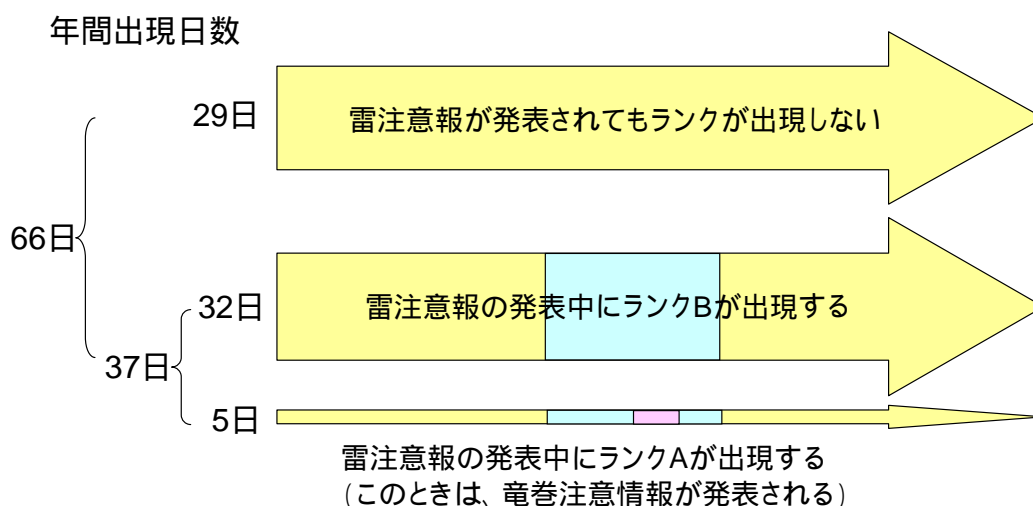 年間出現日数
29日
雷注意報が発表されてもランクが出現しない
66日
32日
雷注意報の発表中にランクBが出現する
37日
5日
雷注意報の発表中にランクAが出現する
(このときは、竜巻注意情報が発表される)